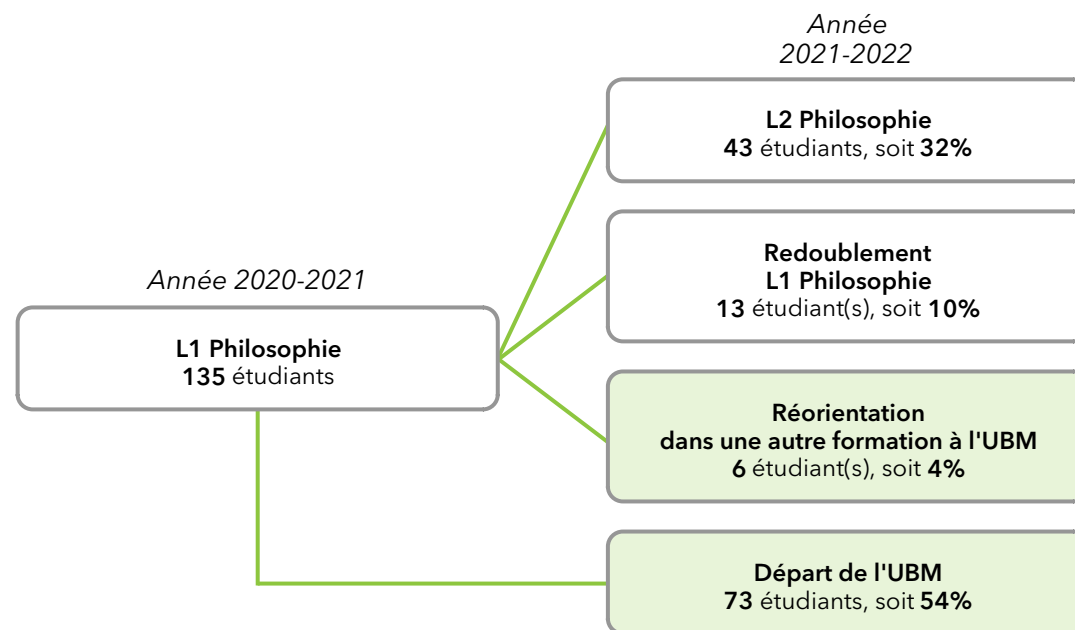 Année
2021-2022
L2 Philosophie
43 étudiants, soit 32%
Redoublement
L1 Philosophie
13 étudiant(s), soit 10%
Année 2020-2021
L1 Philosophie
135 étudiants
Réorientation
dans une autre formation à l'UBM
6 étudiant(s), soit 4%
Départ de l'UBM
73 étudiants, soit 54%